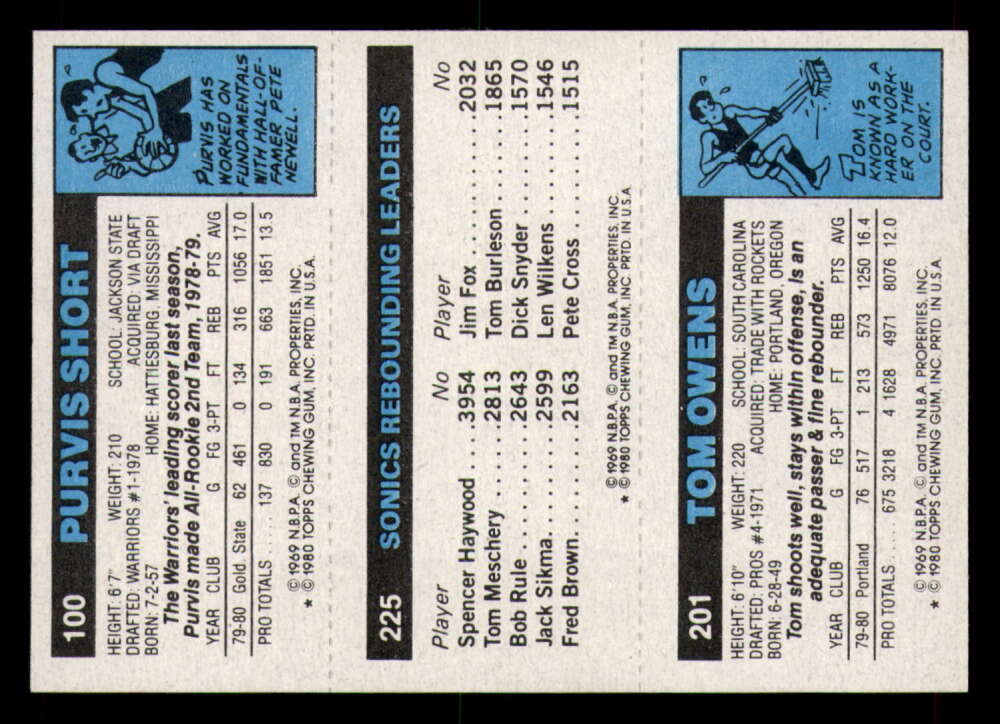 100 PURVIS SHORT
HEIGHT: 6'7" WEIGHT: 210 SCHOOL: JACKSON STATE
DRAFTED: WARRIORS #1-1978 ACQUIRED: VIA DRAFT
BORN: 7-2-57 HOME: HATTIESBURG, MISSISSIPPI
The Warriors' leading scorer last season,
Purvis made All-Rookie 2nd Team, 1978-79.
YEAR CLUB G FG 3-PT FT REB PTS AVG
79-80 Gold. State 62 461 0 134 316 1056 17.0
PRO TOTALS.... 137 830 0 191 663 1851 13.5
© 1969 N.B.P.A. © and TM N.B.A. PROPERTIES, INC.
★ © 1980 TOPPS CHEWING GUM, INC. PRTD. IN U.S.A.
PURVIS HAS
WORKED ON
FUNDAMENTALS
WITH HALL-OF-
FAMER PETE
NEWELL.
225 SONICS REBOUNDING LEADERS
Player No Player No
Spencer Haywood....3954 Jim Fox...........2032
Tom Meschery......2813 Tom Burleson......1865
Bob Rule..........2643 Dick Snyder.......1570
Jack Sikma........2599 Len Wilkens.......1546
Fred Brown........2163 Pete Cross........1515
© 1969 N.B.P.A. © and TM N.B.A. PROPERTIES, INC.
★ © 1980 TOPPS CHEWING GUM, INC. PRTD. IN U.S.A.
201 TOM OWENS
HEIGHT: 6'10" WEIGHT: 220 SCHOOL: SOUTH CAROLINA
DRAFTED: PROS #4-1971 ACQUIRED: TRADE WITH ROCKETS
BORN: 6-28-49 HOME: PORTLAND, OREGON
Tom shoots well, stays within offense, is an
adequate passer & fine rebounder.
YEAR CLUB G FG 3-PT FT REB PTS AVG
79-80 Portland 76 517 1 213 573 1250 16.4
PRO TOTALS..... 675 3218 4 1628 4971 8076 12.0
© 1969 N.B.P.A. © and TM N.B.A. PROPERTIES, INC.
★ © 1980 TOPPS CHEWING GUM, INC. PRTD. IN U.S.A.
TOM IS
KNOWN AS A
HARD WORK-
ER ON THE
COURT.